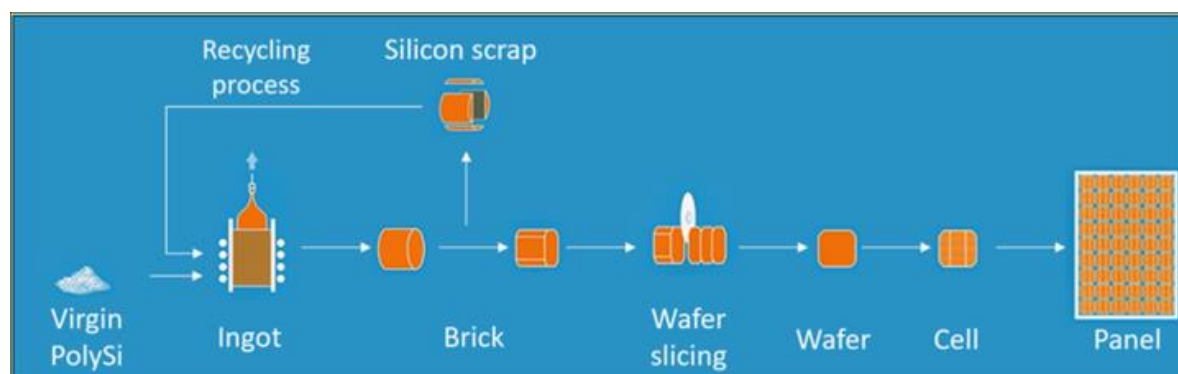 Recycling
process
Silicon scrap
Virgin
PolySi
Ingot
Brick
Wafer
slicing
Wafer
Cell
Panel